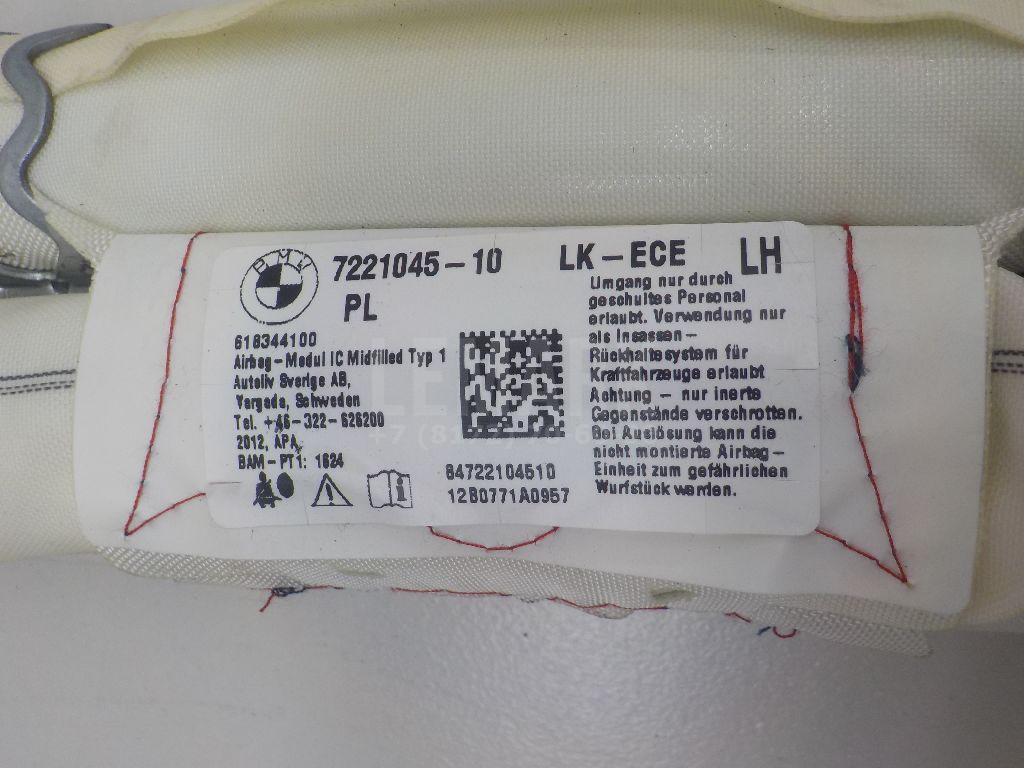 BMW
7221045-10 LK-ECE LH
PL
618344100
Airbag-Modul IC Midfilled Typ 1
Autoliv Sverige AB,
Vargada, Schweden
Tel. +46-322-626200
2012, APA
BAM-PT1: 1624
84722104510
12B0771A0957
Umgang nur durch
geschultes Personal
erlaubt. Verwendung nur
als Insassen-
Rückhaltesystem für
Kraftfahrzeuge erlaubt
Achtung - nur inerte
Gegenstände verschrotten.
Bei Auslösung kann die
nicht montierte Airbag-
Einheit zum gefährlichen
Wurfstück werden.